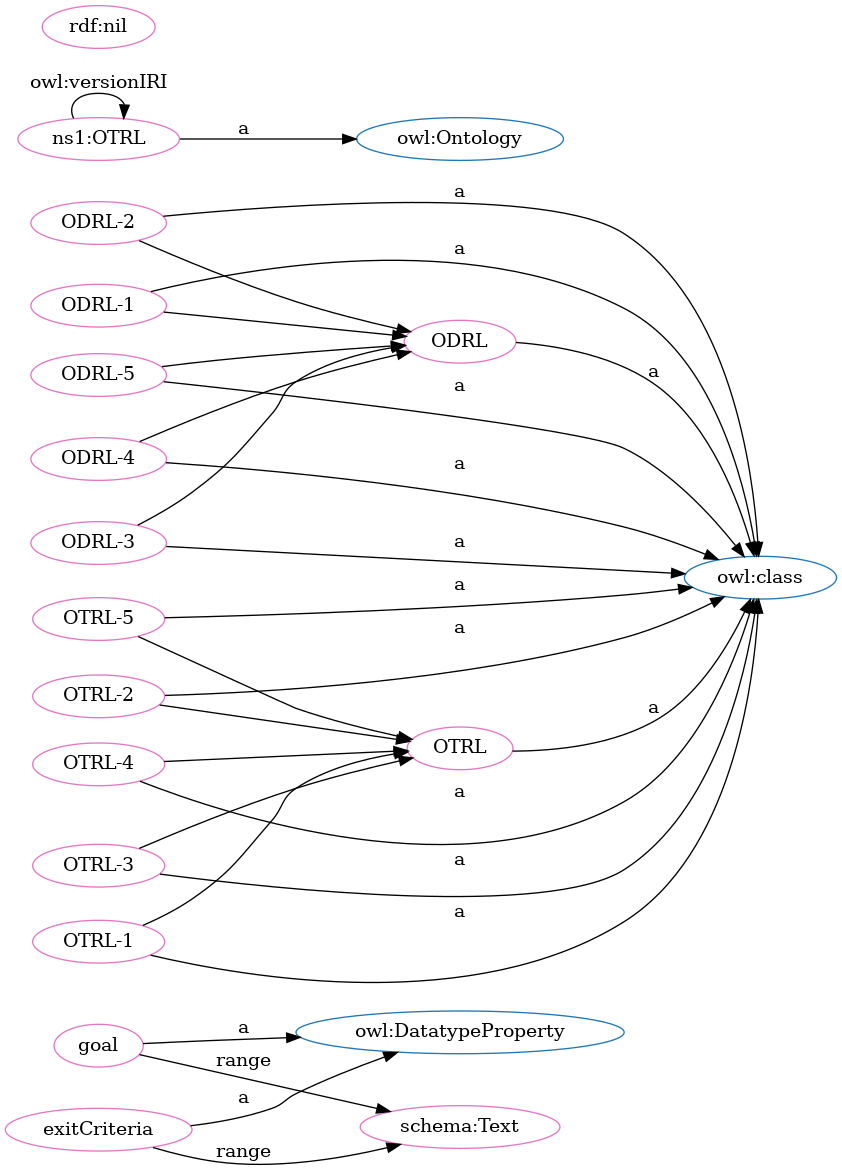 rdf:nil
owl:versionIRI
ns1:OTRL
a
owl:Ontology
ODRL-2
a
a
ODRL-1
ODRL
ODRL-5
a
a
ODRL-4
a
ODRL-3
a
owl:class
a
OTRL-5
a
OTRL-2
a
OTRL
OTRL-4
a
OTRL-3
a
OTRL-1
a
goal
a
owl:DatatypeProperty
range
a
exitCriteria
schema:Text
range